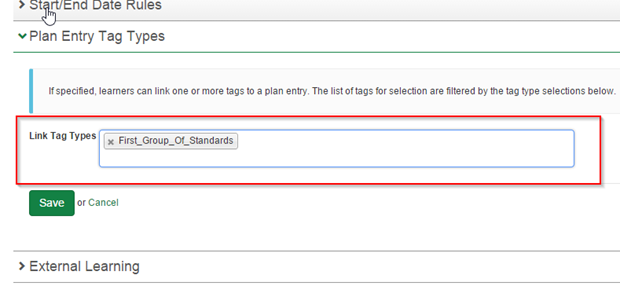 Start/End Date Rules
Plan Entry Tag Types
If specified, learners can link one or more tags to a plan entry. The list of tags for selection are filtered by the tag type selections below.
Link Tag Types × First_Group_Of_Standards
Save or Cancel
External Learning